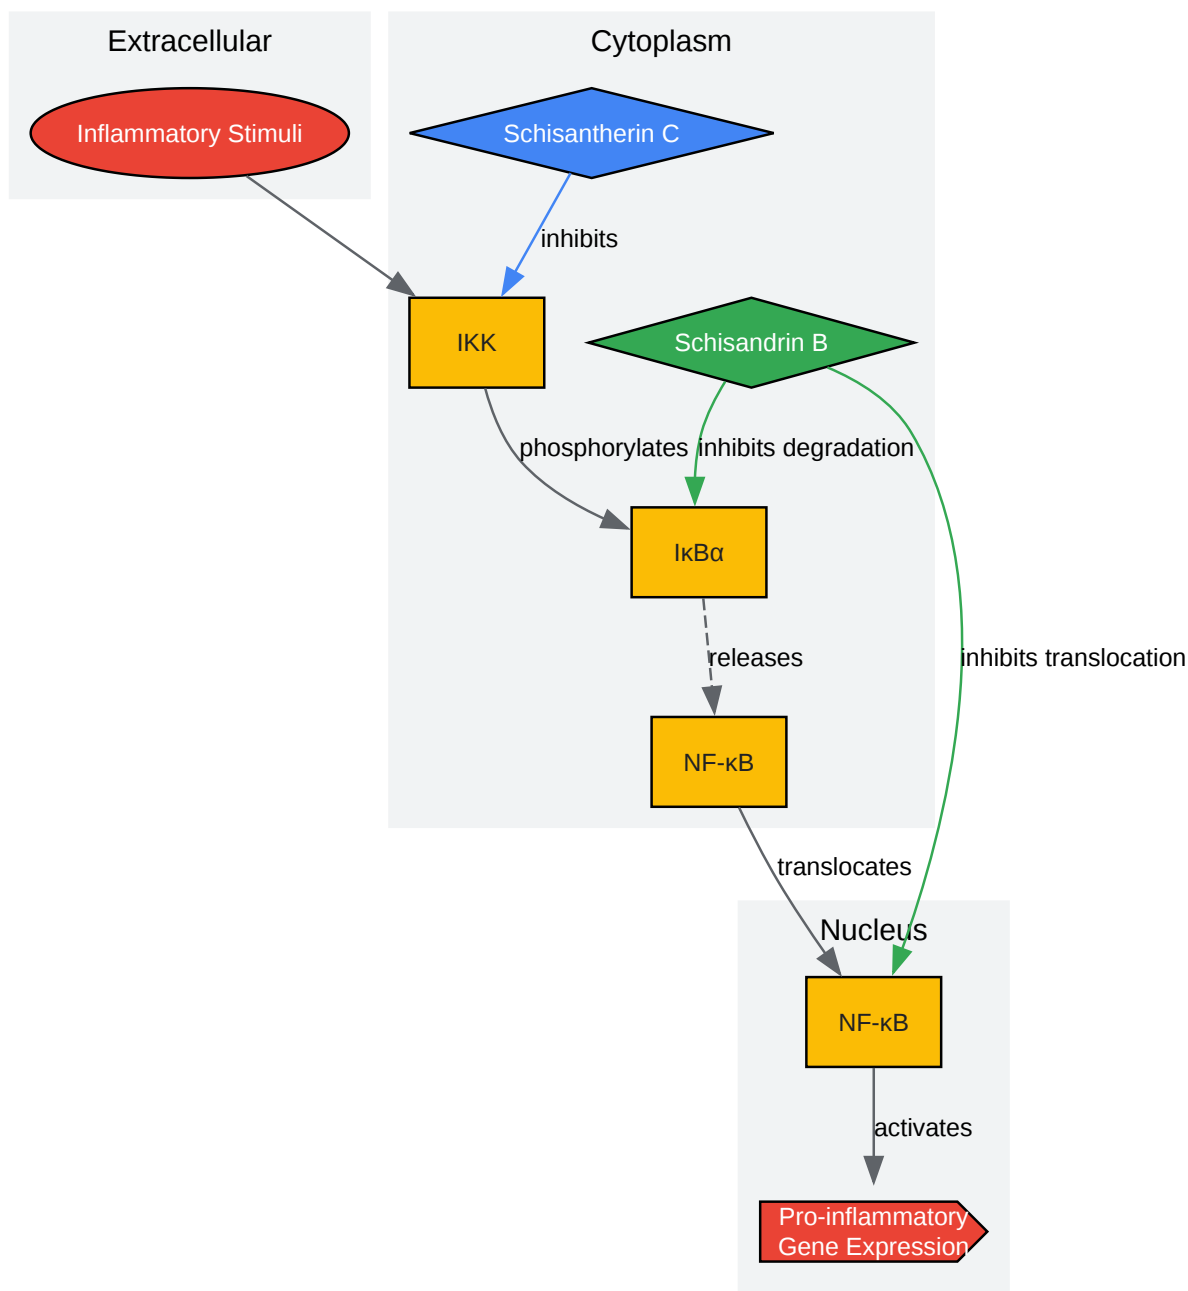 Extracellular
Cytoplasm
Inflammatory Stimuli
Schisantherin C
inhibits
IKK
Schisandrin B
phosphorylates
inhibits degradation
IκBα
releases
inhibits translocation
NF-κB
translocates
Nucleus
NF-κB
activates
Pro-inflammatory
Gene Expression